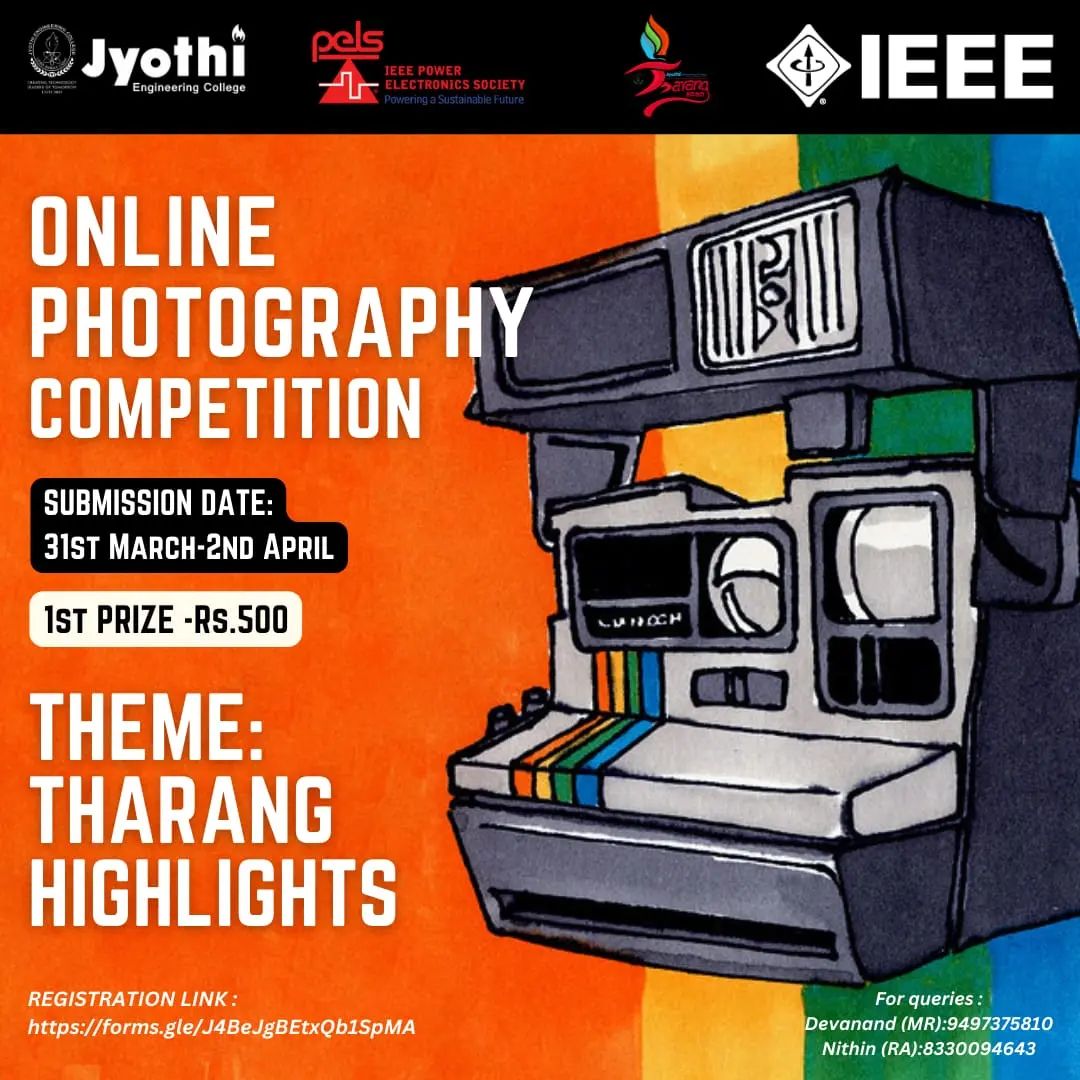 Jyothi
Engineering College
pels
IEEE POWER
ELECTRONICS SOCIETY
Powering a Sustainable Future
Jyothi
IEEE
ONLINE
PHOTOGRAPHY
COMPETITION
SUBMISSION DATE:
31st March-2nd April
1st PRIZE -Rs.500
THEME:
THARANG
HIGHLIGHTS
REGISTRATION LINK :
https://forms.gle/J4BeJgBEtxQb1SpMA
For queries :
Devanand (MR):9497375810
Nithin (RA):8330094643